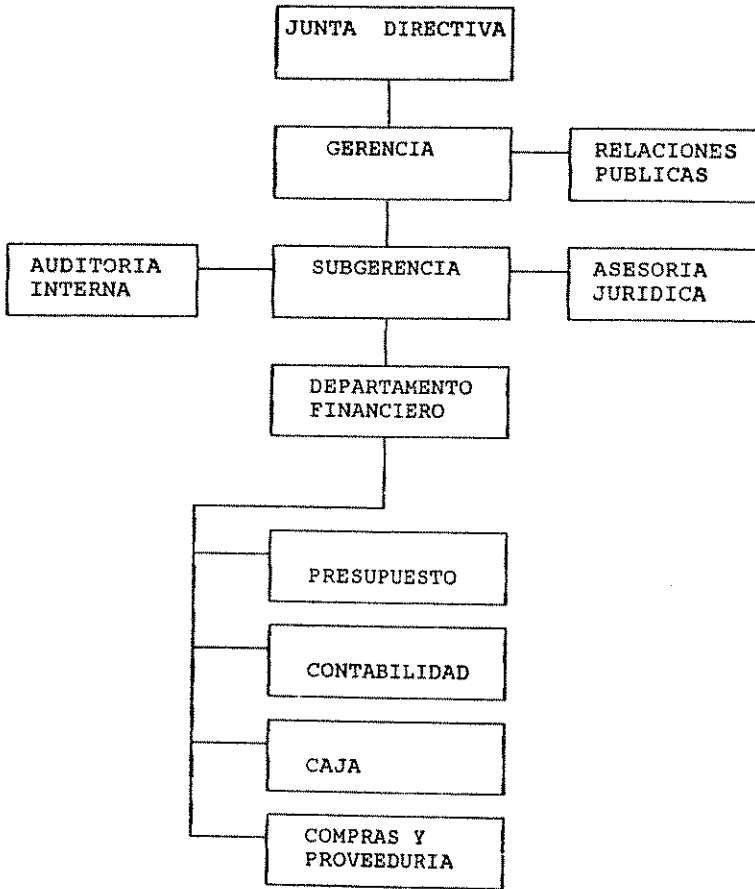 JUNTA DIRECTIVA
GERENCIA
RELACIONES
PUBLICAS
AUDITORIA
INTERNA
SUBGERENCIA
ASESORIA
JURIDICA
DEPARTAMENTO
FINANCIERO
PRESUPUESTO
CONTABILIDAD
CAJA
COMPRAS Y
PROVEEDURIA